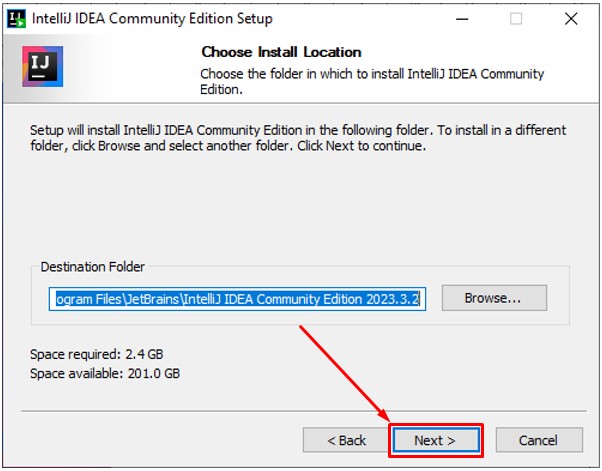 IntelliJ IDEA Community Edition Setup
IJ
Choose Install Location
Choose the folder in which to install IntelliJ IDEA Community
Edition.
Setup will install IntelliJ IDEA Community Edition in the following folder. To install in a different
folder, click Browse and select another folder. Click Next to continue.
Destination Folder
ogram Files\JetBrains\IntelliJ IDEA Community Edition 2023.3.2
Browse...
Space required: 2.4 GB
Space available: 201.0 GB
< Back
Next >
Cancel